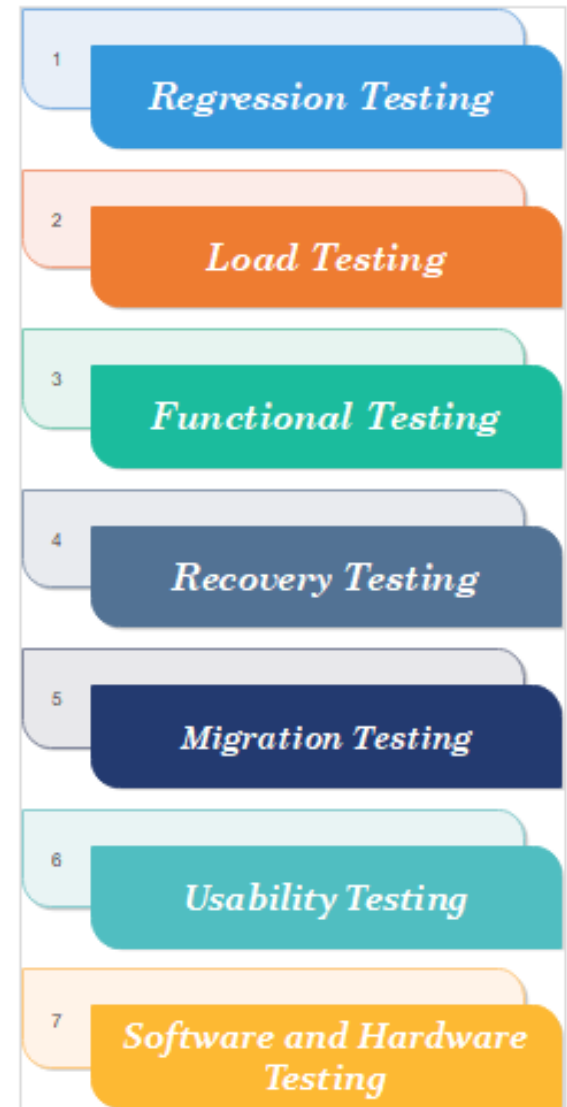 1
Regression Testing
2
Load Testing
3
Functional Testing
4
Recovery Testing
5
Migration Testing
6
Usability Testing
7
Software and Hardware
Testing